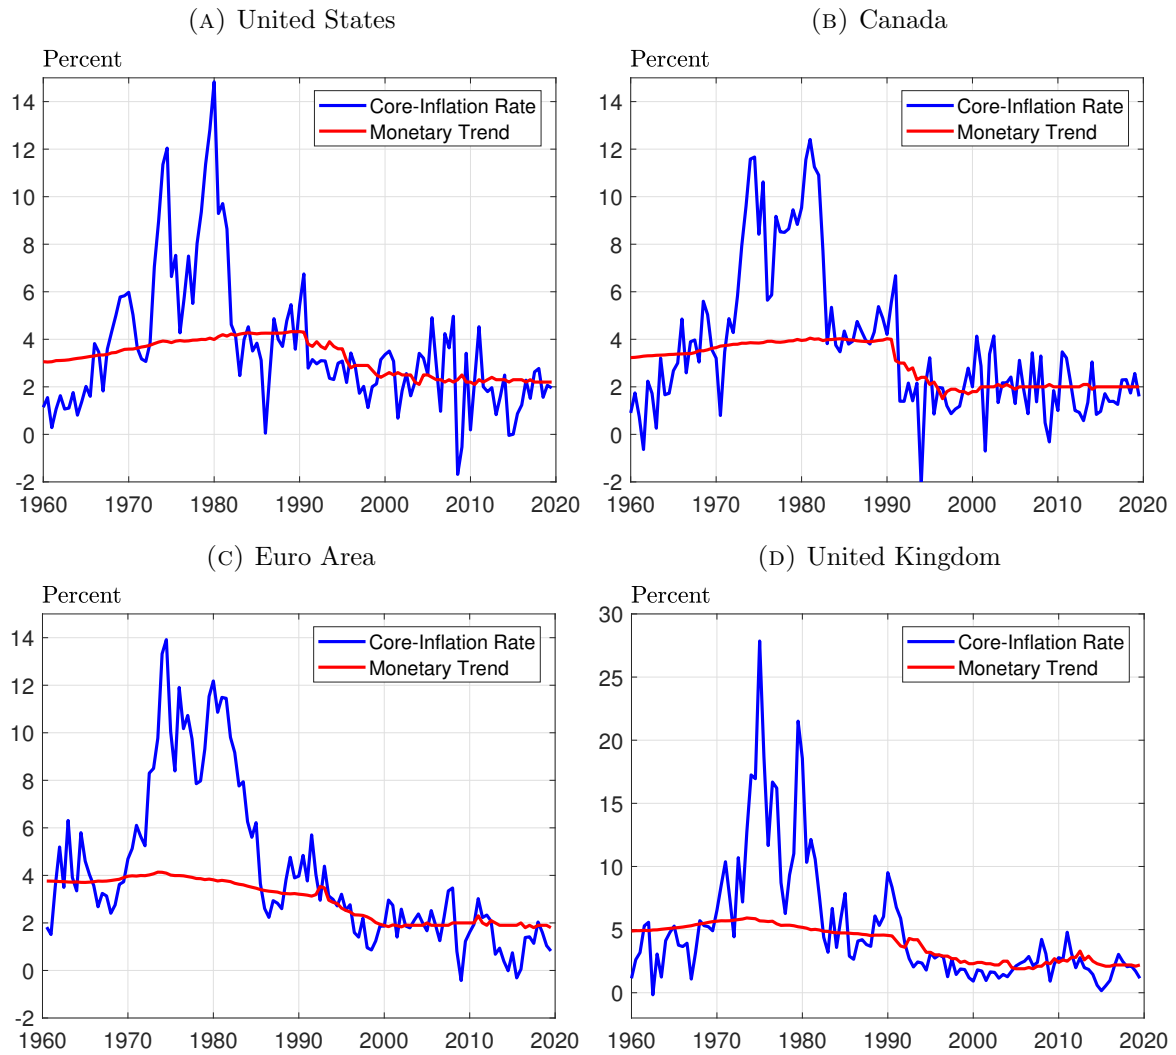 (A) United States
Percent
Core-Inflation Rate
Monetary Trend
14
12
10
8
6
4
2
0
-2
1960 1970 1980 1990 2000 2010 2020
(B) Canada
Percent
Core-Inflation Rate
Monetary Trend
14
12
10
8
6
4
2
0
-2
1960 1970 1980 1990 2000 2010 2020
(C) Euro Area
Percent
Core-Inflation Rate
Monetary Trend
14
12
10
8
6
4
2
0
-2
1960 1970 1980 1990 2000 2010 2020
(D) United Kingdom
Percent
Core-Inflation Rate
Monetary Trend
30
25
20
15
10
5
0
1960 1970 1980 1990 2000 2010 2020